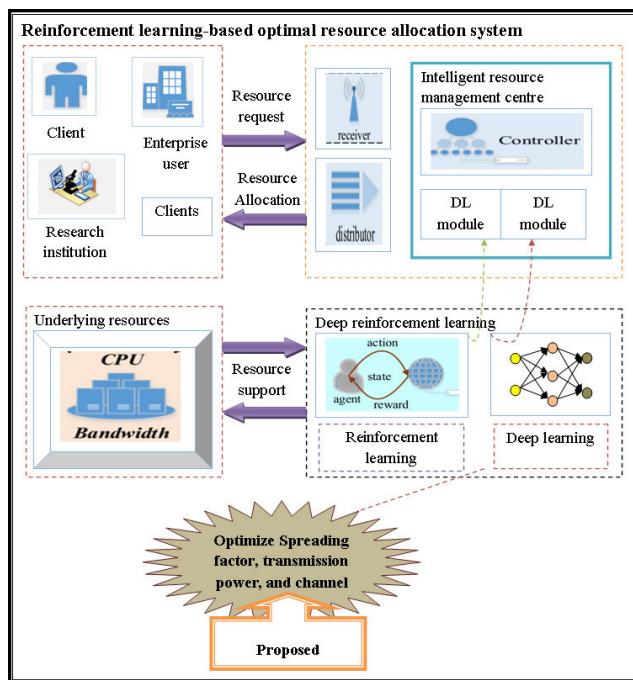 Reinforcement learning-based optimal resource allocation system
Client
Enterprise
user
Research
institution
Clients
Resource
request
Resource
Allocation
receiver
distributor
Intelligent resource
management centre
Controller
DL
module
DL
module
Underlying resources
CPU
Bandwidth
Resource
support
Deep reinforcement learning
action
state
agent
reward
Reinforcement
learning
Deep learning
Optimize Spreading
factor, transmission
power, and channel
Proposed